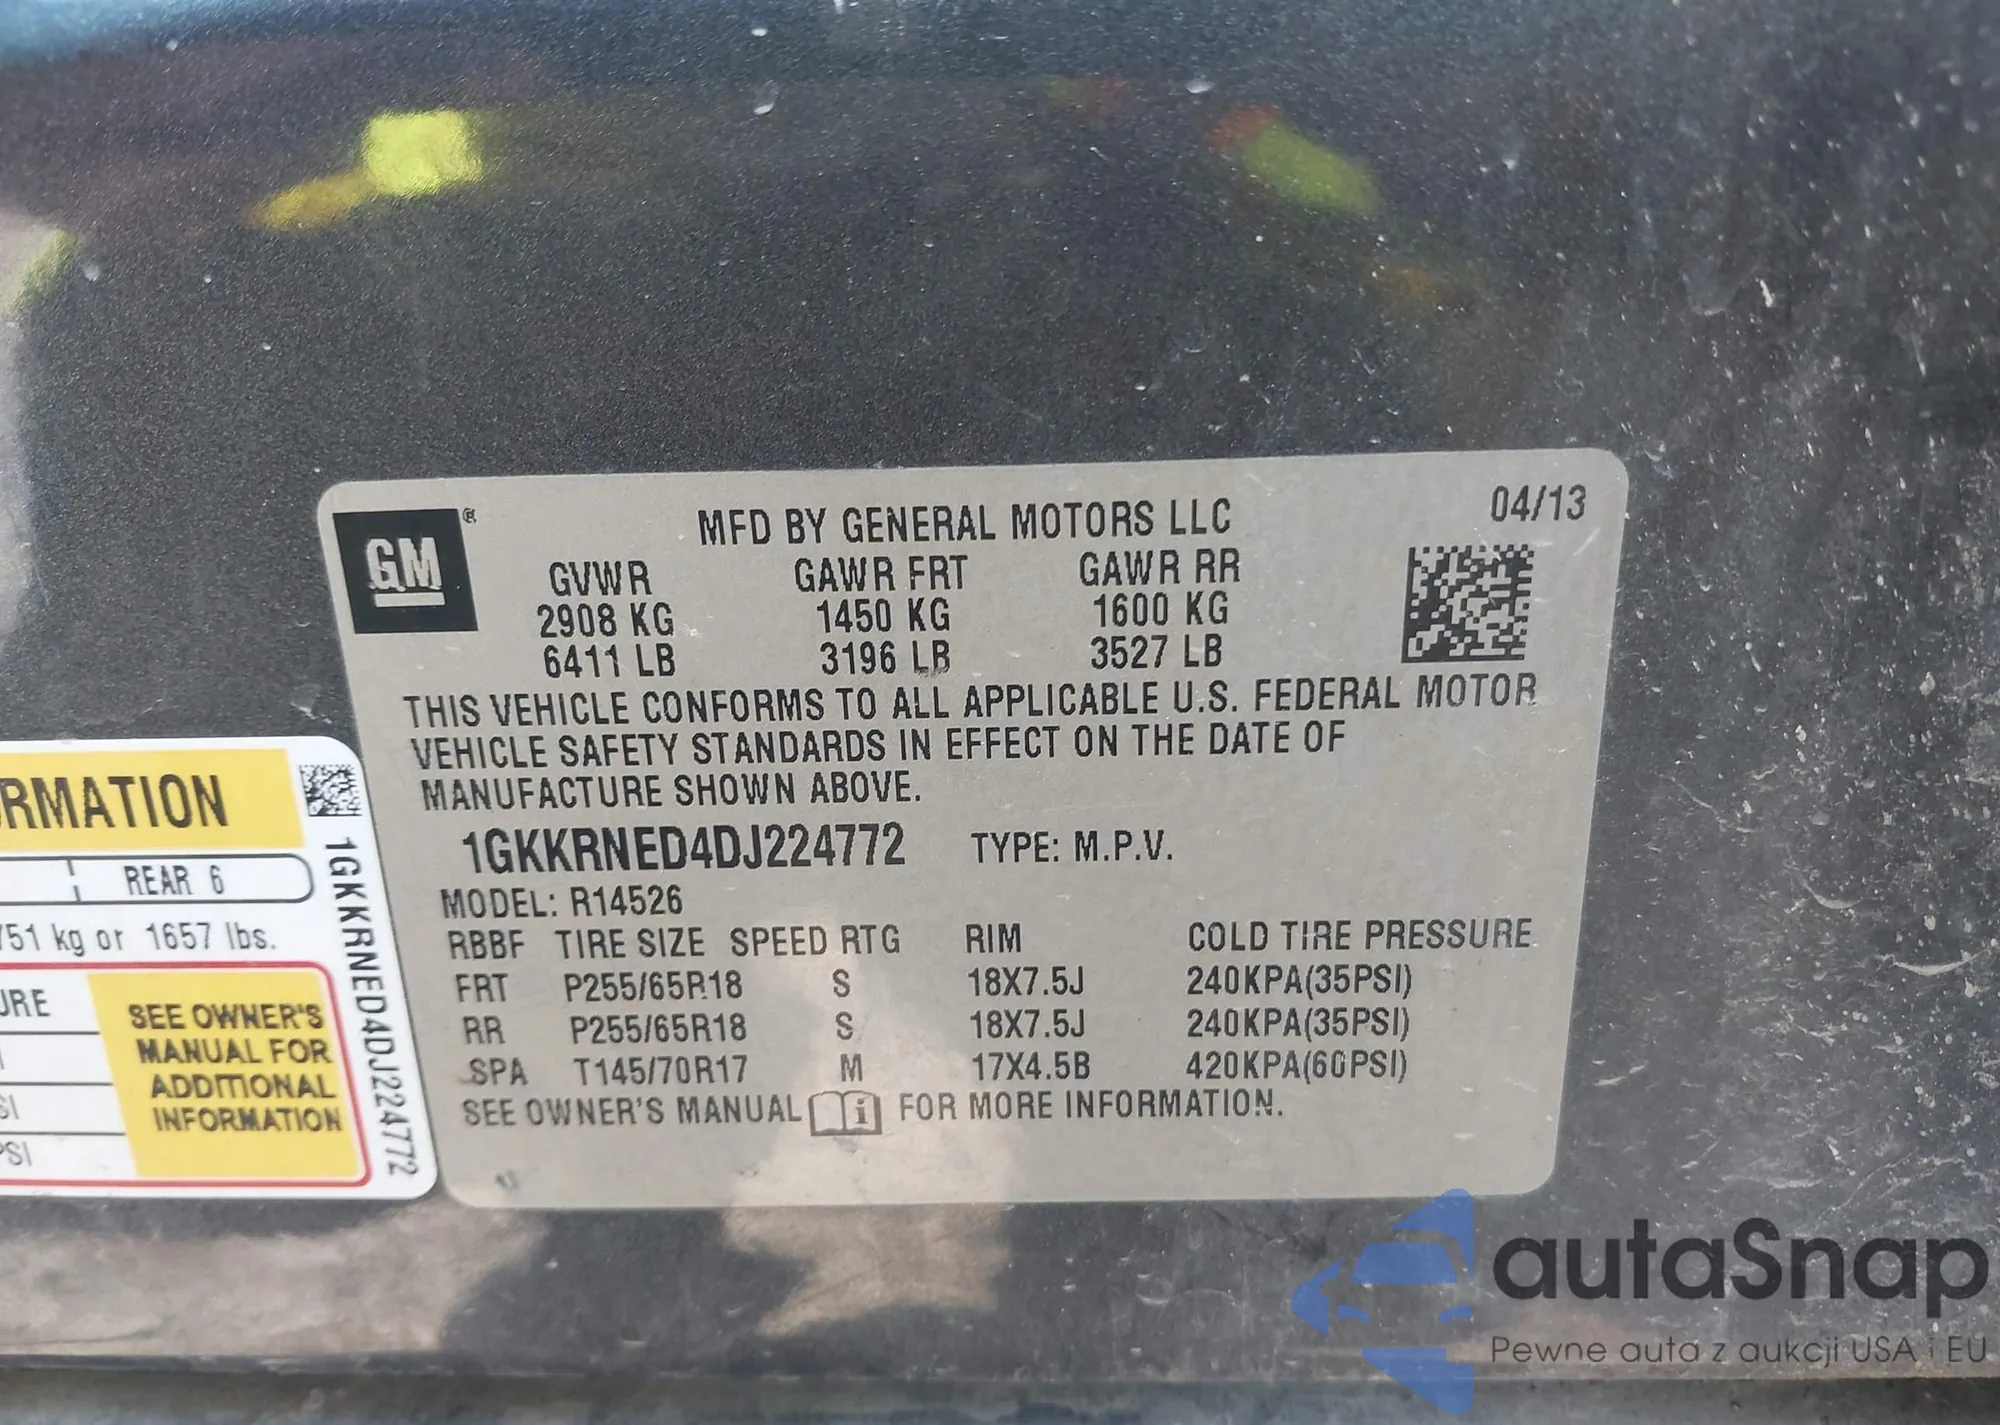 GM®
MFD BY GENERAL MOTORS LLC
04/13
GVWR GAWR FRT GAWR RR
2908 KG 1450 KG 1600 KG
6411 LB 3196 LB 3527 LB
THIS VEHICLE CONFORMS TO ALL APPLICABLE U.S. FEDERAL MOTOR
VEHICLE SAFETY STANDARDS IN EFFECT ON THE DATE OF
MANUFACTURE SHOWN ABOVE.
1GKKRNED4DJ224772 TYPE: M.P.V.
MODEL: R14526
RBBF TIRE SIZE SPEED RTG RIM COLD TIRE PRESSURE
FRT P255/65R18 S 18X7.5J 240KPA(35PSI)
RR P255/65R18 S 18X7.5J 240KPA(35PSI)
SPA T145/70R17 M 17X4.5B 420KPA(60PSI)
SEE OWNER'S MANUAL i FOR MORE INFORMATION.
RMATION
REAR 6
751 kg or 1657 lbs.
URE
SI
PSI
SEE OWNER'S
MANUAL FOR
ADDITIONAL
INFORMATION
1GKKRNED4DJ224772
autaSnap
Pewne auta z aukcji USA i EU